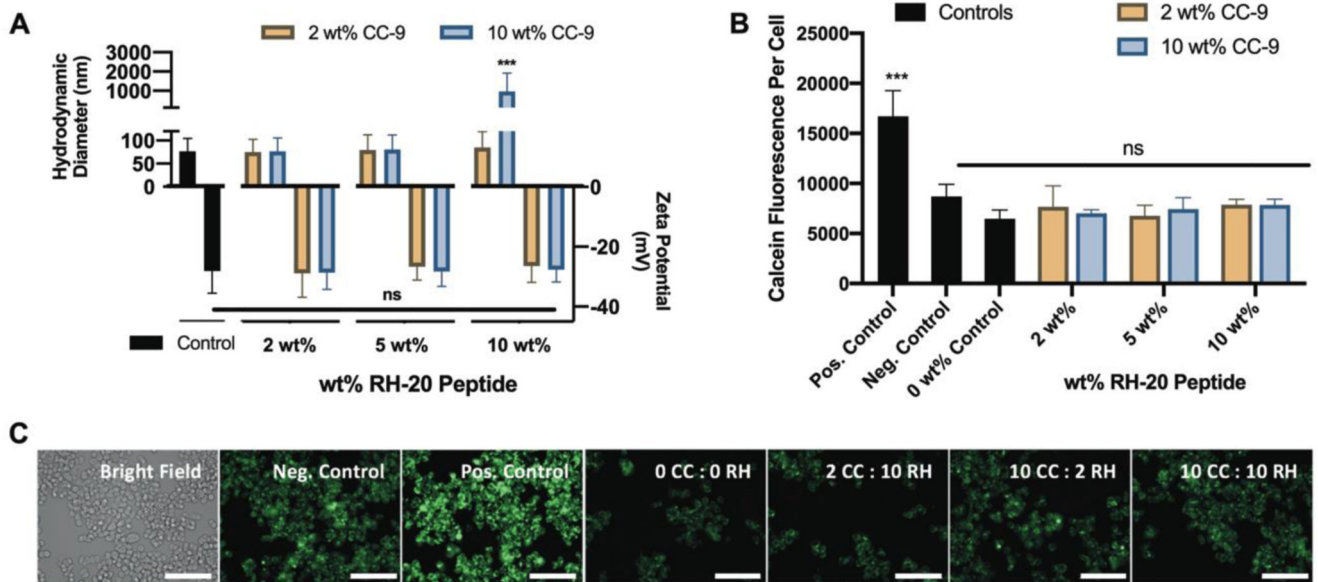 A
2 wt% CC-9
10 wt% CC-9
Hydrodynamic
Diameter (nm)
3000
2000
1000
100
50
0
***
0
-20
-40
Zeta Potential
(mV)
ns
Control
2 wt%
5 wt%
10 wt%
wt% RH-20 Peptide
B
Controls
2 wt% CC-9
10 wt% CC-9
Calcein Fluorescence Per Cell
25000
20000
15000
10000
5000
0
***
ns
Pos. Control
Neg. Control
0 wt% Control
2 wt%
5 wt%
10 wt%
wt% RH-20 Peptide
C
Bright Field
Neg. Control
Pos. Control
0 CC : 0 RH
2 CC : 10 RH
10 CC : 2 RH
10 CC : 10 RH